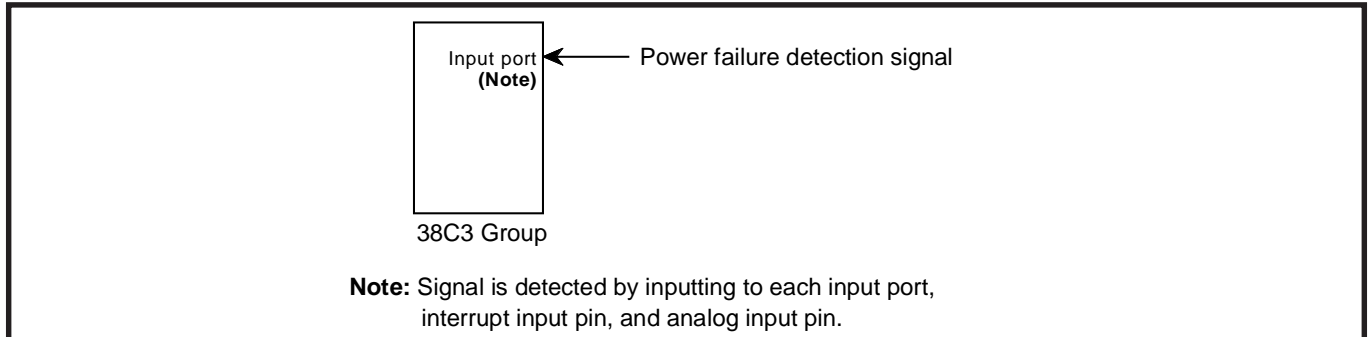 Input port
(Note)
Power failure detection signal
38C3 Group
Note: Signal is detected by inputting to each input port,
interrupt input pin, and analog input pin.